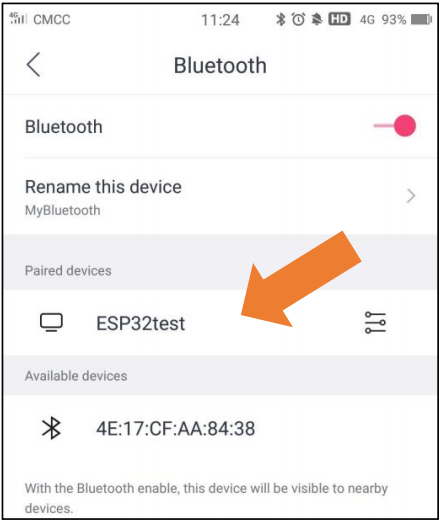 4G CMCC 11:24 HD 4G 93%
Bluetooth
Bluetooth
Rename this device
MyBluetooth
Paired devices
ESP32test
Available devices
4E:17:CF:AA:84:38
With the Bluetooth enable, this device will be visible to nearby
devices.